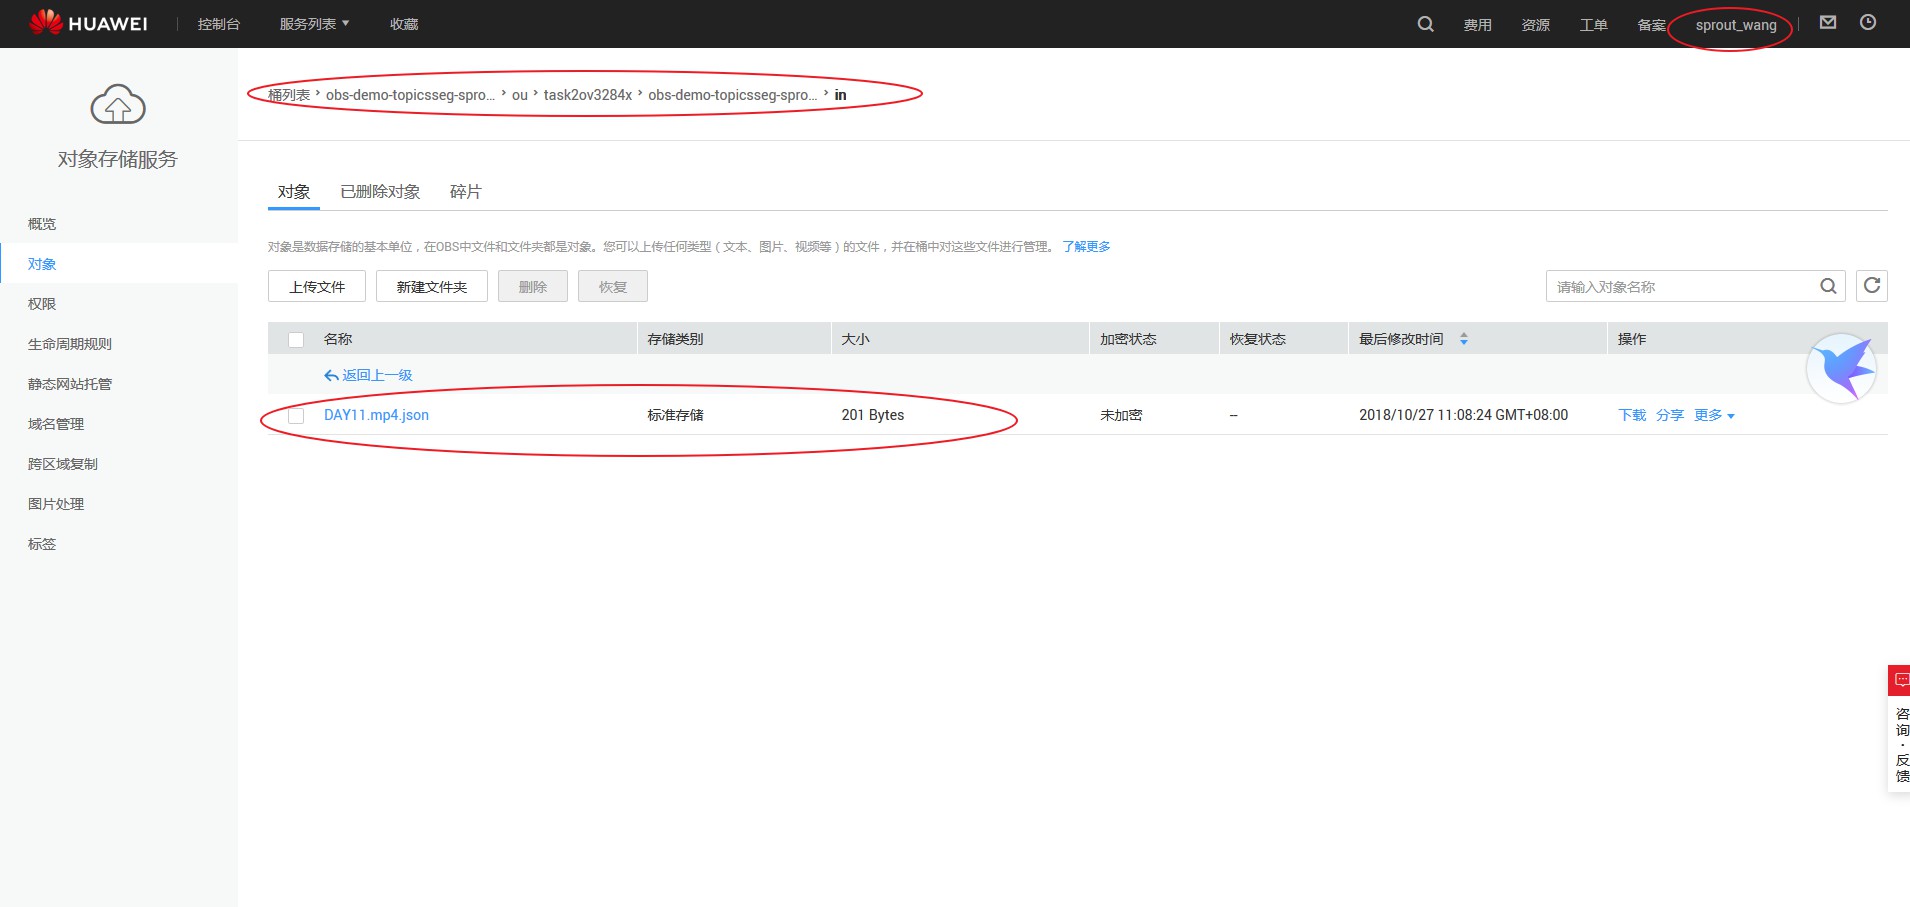 HUAWEI 控制台 服务列表 收藏 费用 资源 工单 备案 sprout_wang
桶列表 › obs-demo-topicsseg-spro... › ou › task2ov3284x › obs-demo-topicsseg-spro... › in
对象存储服务
概览
对象
权限
生命周期规则
静态网站托管
域名管理
跨区域复制
图片处理
标签
对象 已删除对象 碎片
对象是数据存储的基本单位，在OBS中文件和文件夹都是对象。您可以上传任何类型（文本、图片、视频等）的文件，并在桶中对这些文件进行管理。 了解更多
上传文件 新建文件夹 删除 恢复 请输入对象名称
名称 存储类别 大小 加密状态 恢复状态 最后修改时间 操作
返回上一级
DAY11.mp4.json 标准存储 201 Bytes 未加密 -- 2018/10/27 11:08:24 GMT+08:00 下载 分享 更多
咨询·反馈